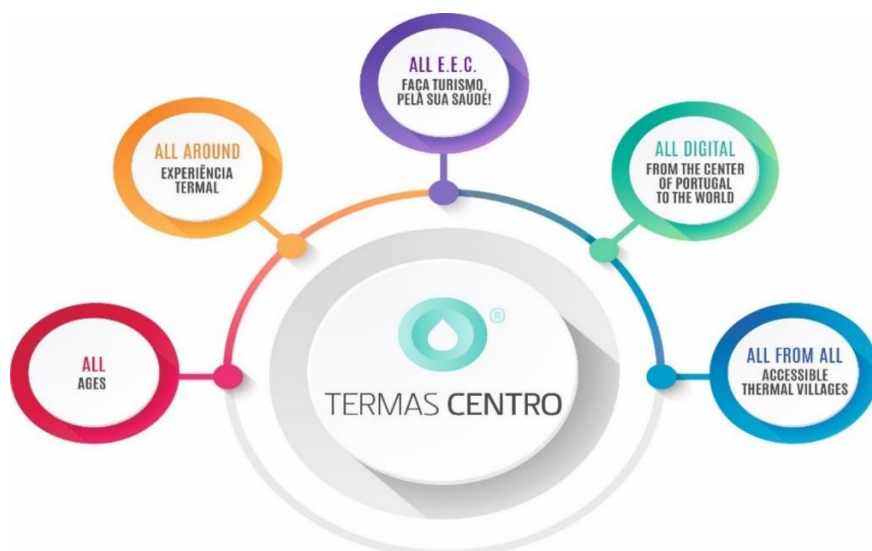 ALL E.E.C.
FAÇA TURISMO,
PELA SUA SAÚDE!
ALL AROUND
EXPERIÊNCIA
TERMAL
ALL DIGITAL
FROM THE CENTER
OF PORTUGAL
TO THE WORLD
ALL
AGES
ALL FROM ALL
ACCESSIBLE
THERMAL VILLAGES
®
TERMAS CENTRO